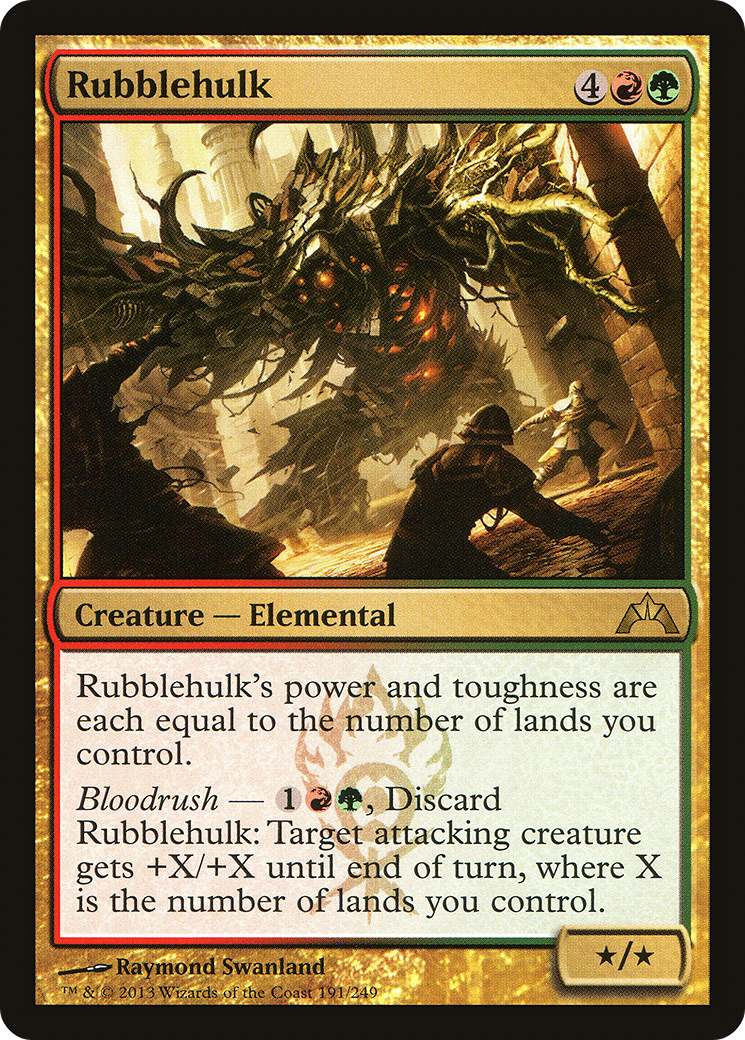 Rubblehulk 4
Creature — Elemental
Rubblehulk's power and toughness are
each equal to the number of lands you
control.
Bloodrush — 1, Discard
Rubblehulk: Target attacking creature
gets +X/+X until end of turn, where X
is the number of lands you control.
★/★
Raymond Swanland
™ & © 2013 Wizards of the Coast 191/249